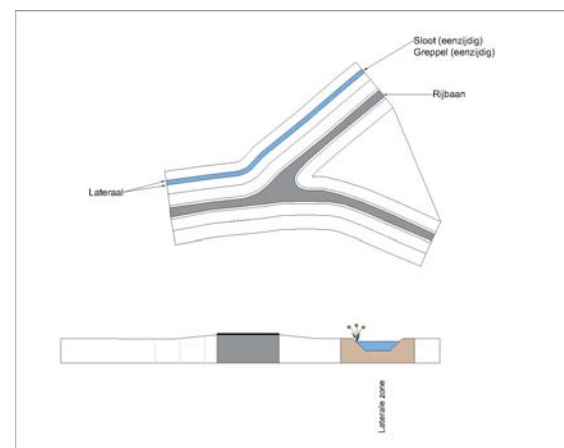 Sloot (eenzijdig)
Greppel (eenzijdig)
Rijbaan
Lateraal
Laterale zone